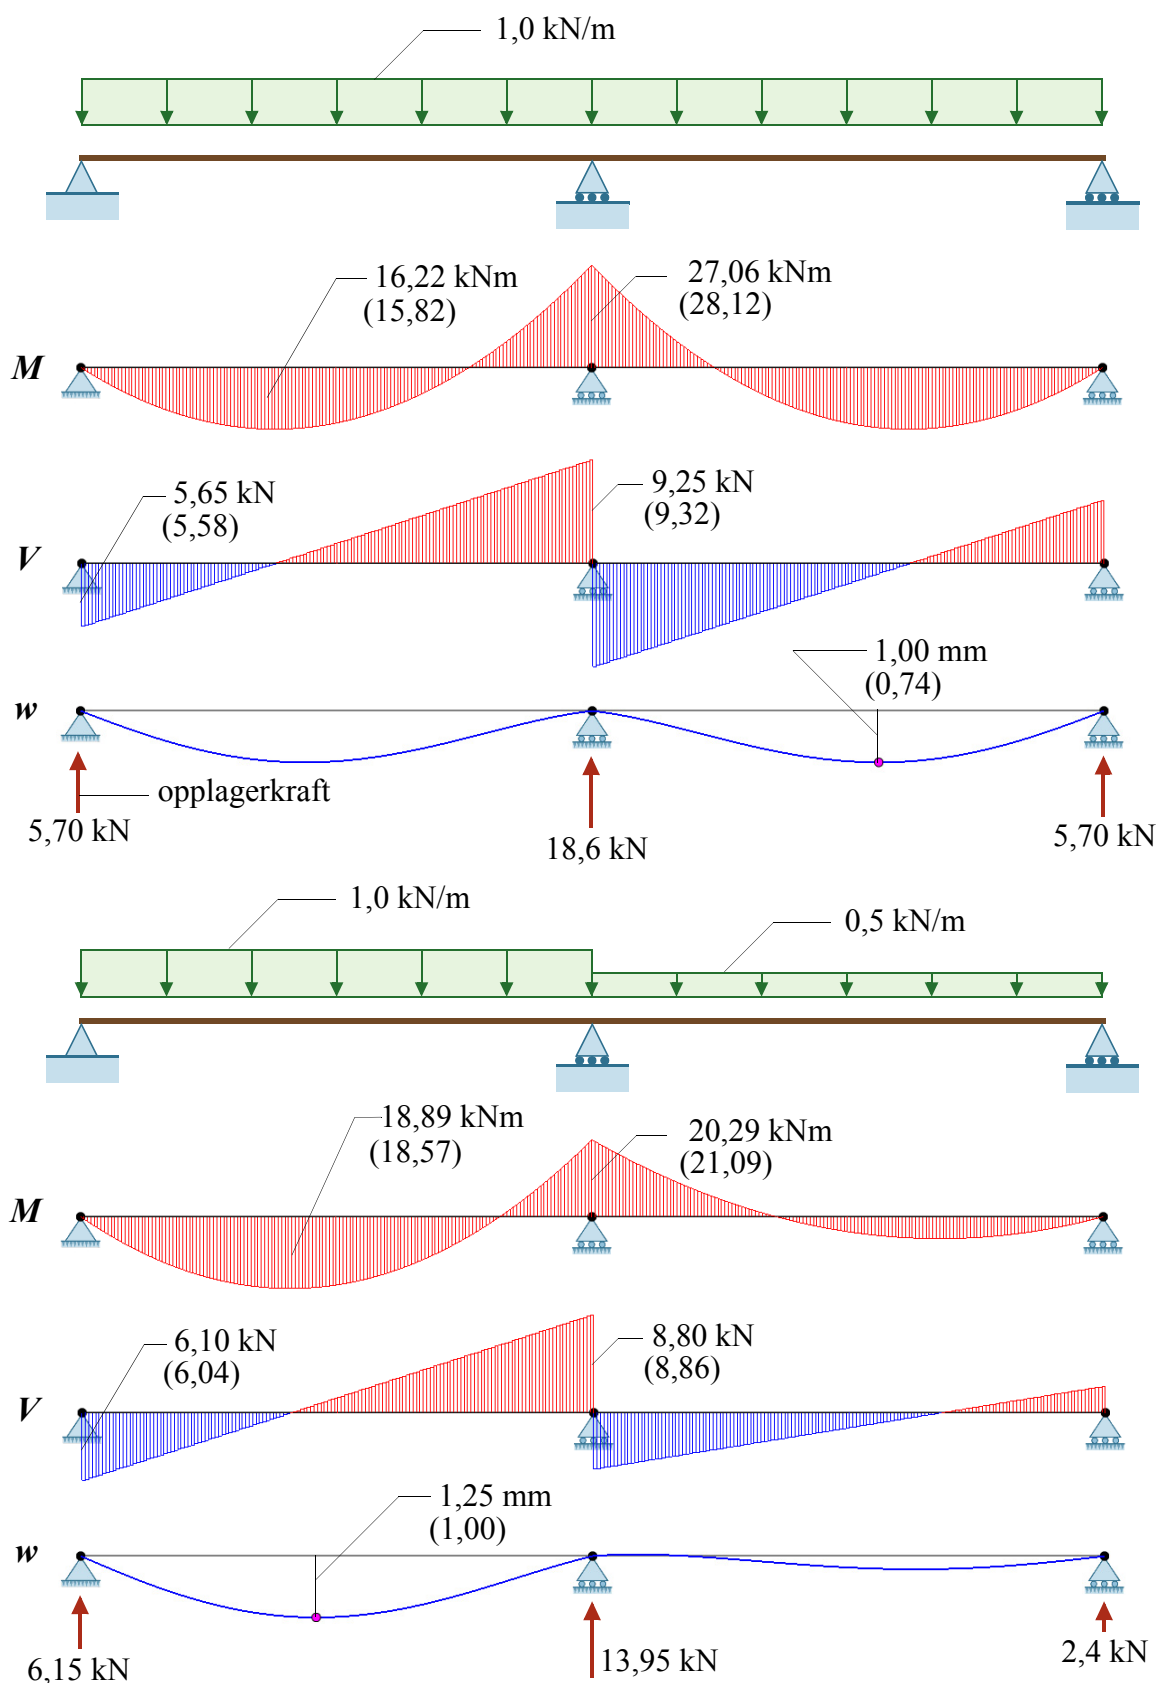 1,0 kN/m
16,22 kNm
(15,82)
27,06 kNm
(28,12)
M
5,65 kN
(5,58)
9,25 kN
(9,32)
V
1,00 mm
(0,74)
w
opplagerkraft
5,70 kN
18,6 kN
5,70 kN
1,0 kN/m
0,5 kN/m
18,89 kNm
(18,57)
20,29 kNm
(21,09)
M
6,10 kN
(6,04)
8,80 kN
(8,86)
V
1,25 mm
(1,00)
w
6,15 kN
13,95 kN
2,4 kN